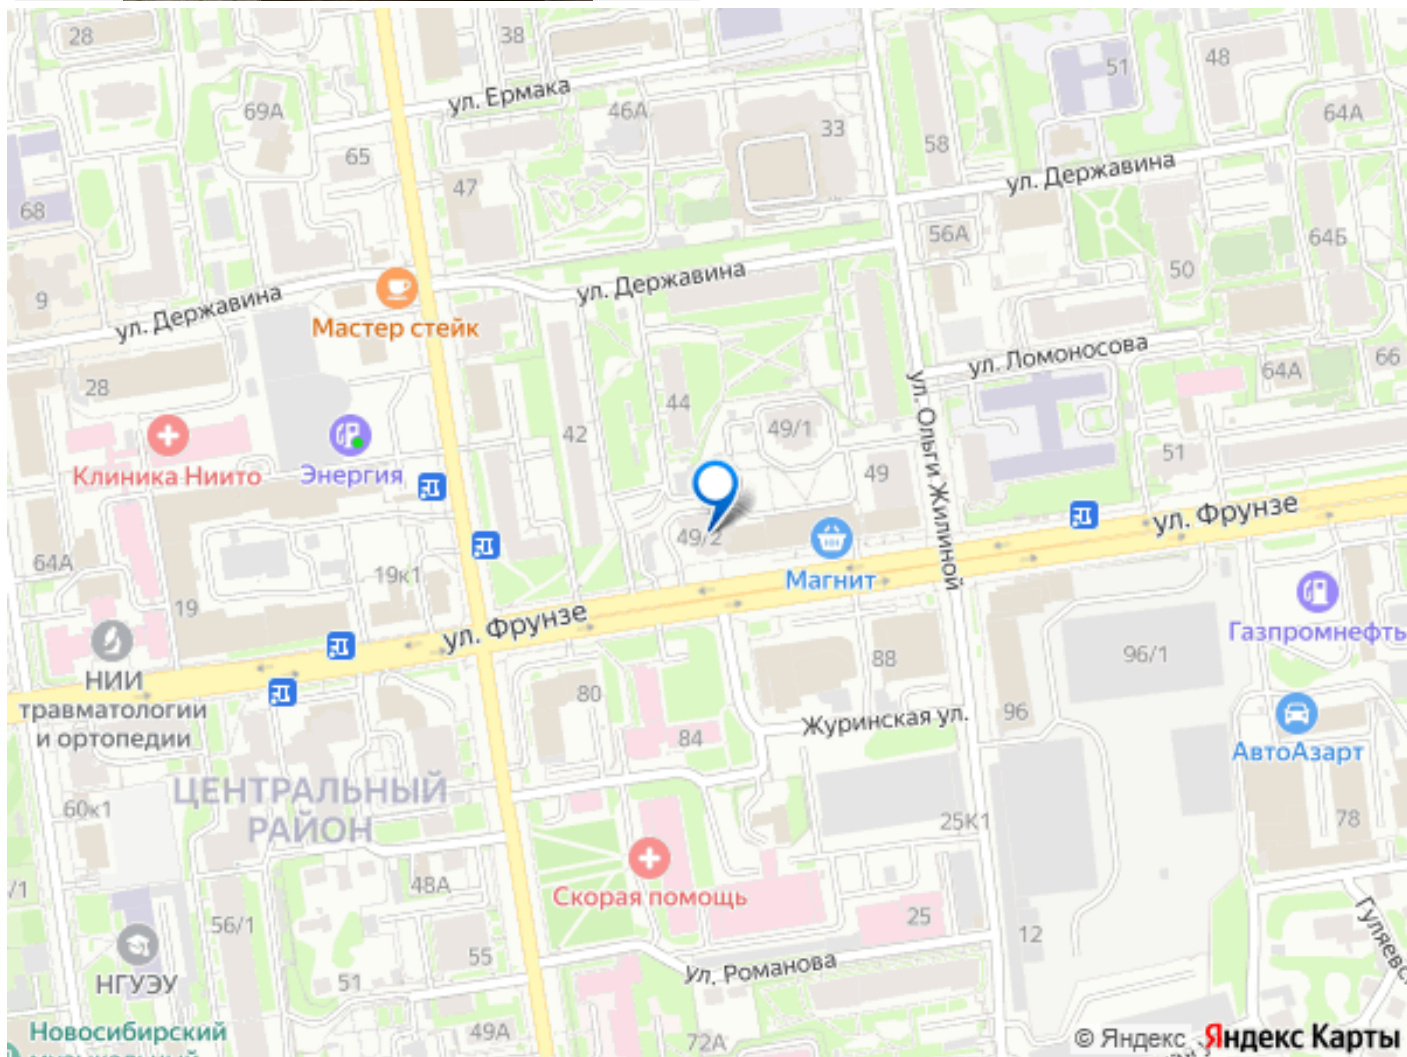 28
38
51
48
ул. Ермака
69А
46А
33
64А
65
58
ул. Державина
47
68
56А
64Б
50
ул. Державина
9
ул. Державина
Мастер стейк
ул. Ломоносова
66
64А
28
44
42
49/1
ул. Ольги Жилиной
Клиника Ниито
Энергия
49
51
ул. Фрунзе
49/2
Магнит
64А
19к1
19
ул. Фрунзе
Газпромнефть
НИИ
травматологии
и ортопедии
88
96/1
80
84
Журинская ул.
96
АвтоАзарт
ЦЕНТРАЛЬНЫЙ
РАЙОН
60к1
25К1
78
/1
48А
Скорая помощь
56/1
25
12
55
НГУЭУ
51
ул. Романова
Новосибирский
49А
72А
© Яндекс Яндекс Карты